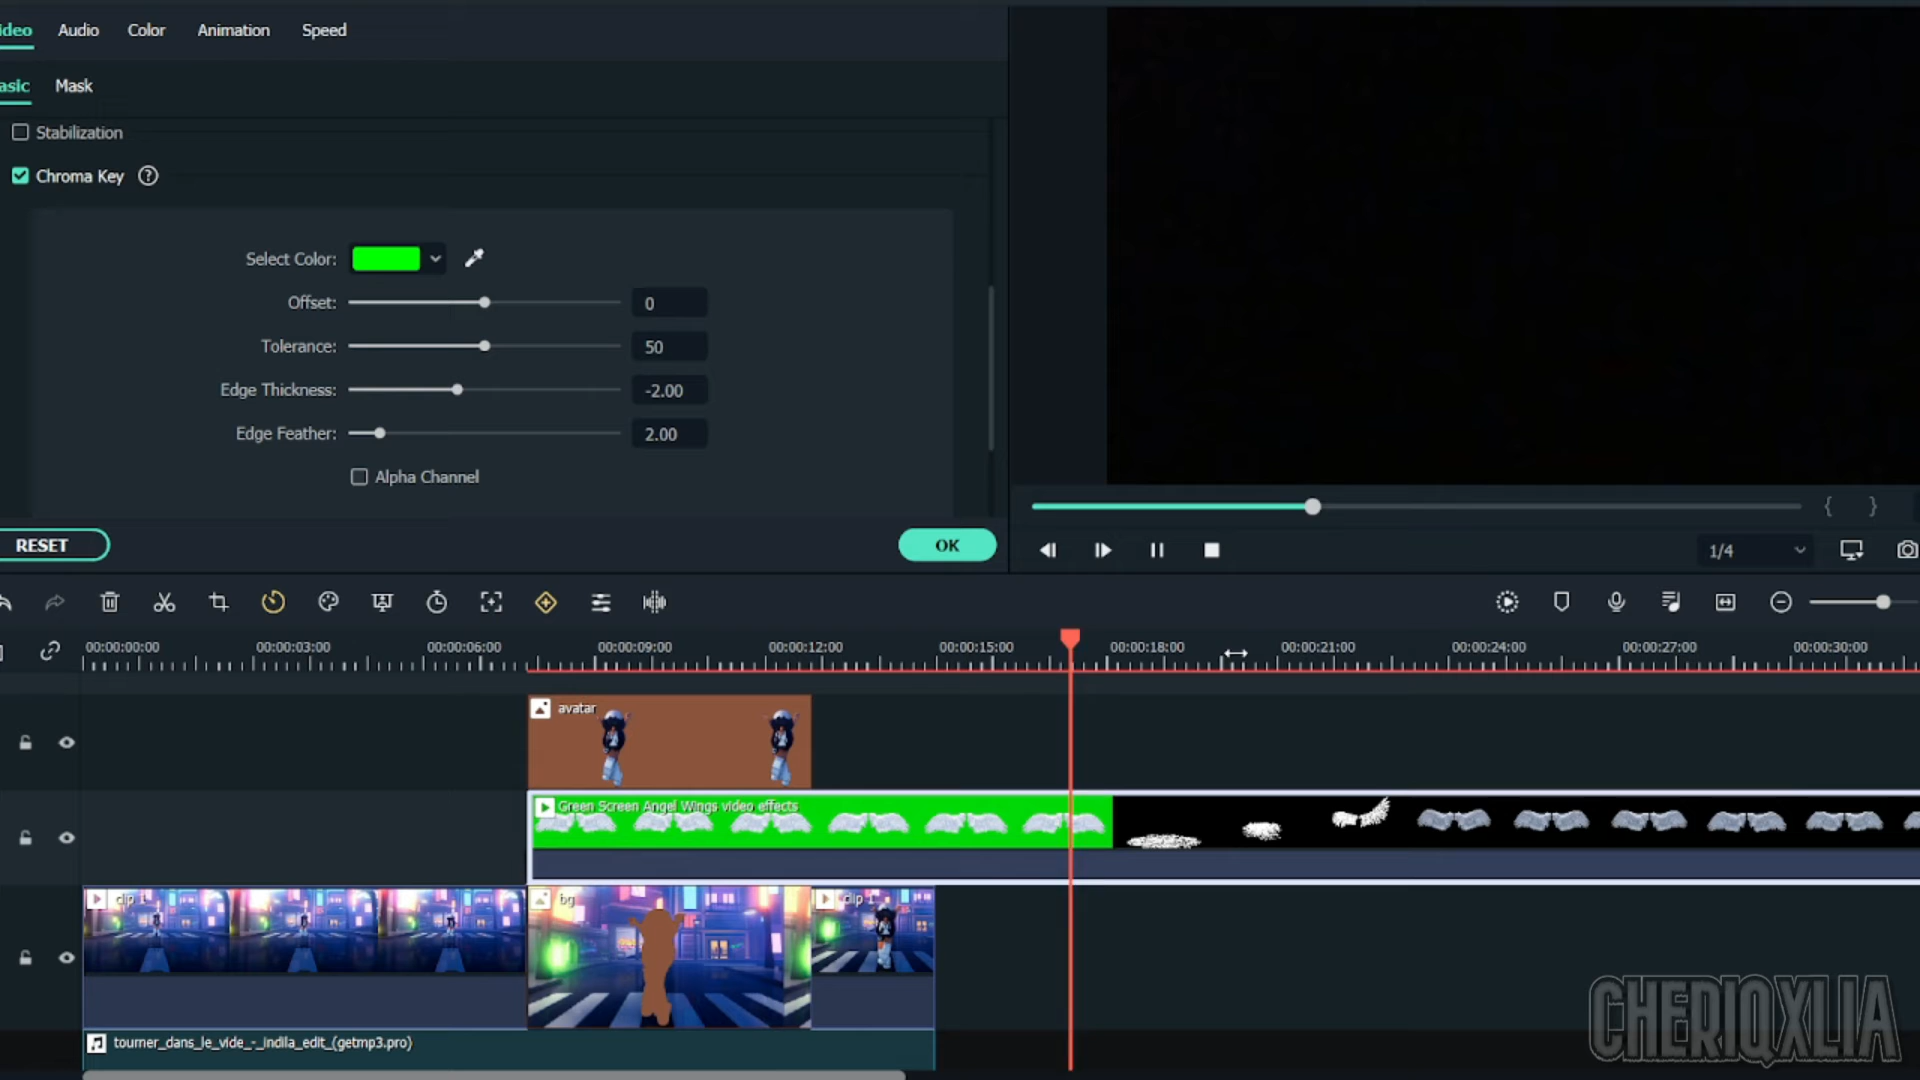 ideo Audio Color Animation Speed
asic Mask
Stabilization
Chroma Key ?
Select Color:
Offset: 0
Tolerance: 50
Edge Thickness: -2.00
Edge Feather: 2.00
Alpha Channel
RESET OK
{ }
1/4
00:00:00:00 00:00:03:00 00:00:06:00 00:00:09:00 00:00:12:00 00:00:15:00 00:00:18:00 00:00:21:00 00:00:24:00 00:00:27:00 00:00:30:00
avatar
Green Screen Angel Wings video effects
clip 1 bg clip 1
tourner_dans_le_vide_-_indila_edit_(getmp3.pro)
CHERIQXLIA